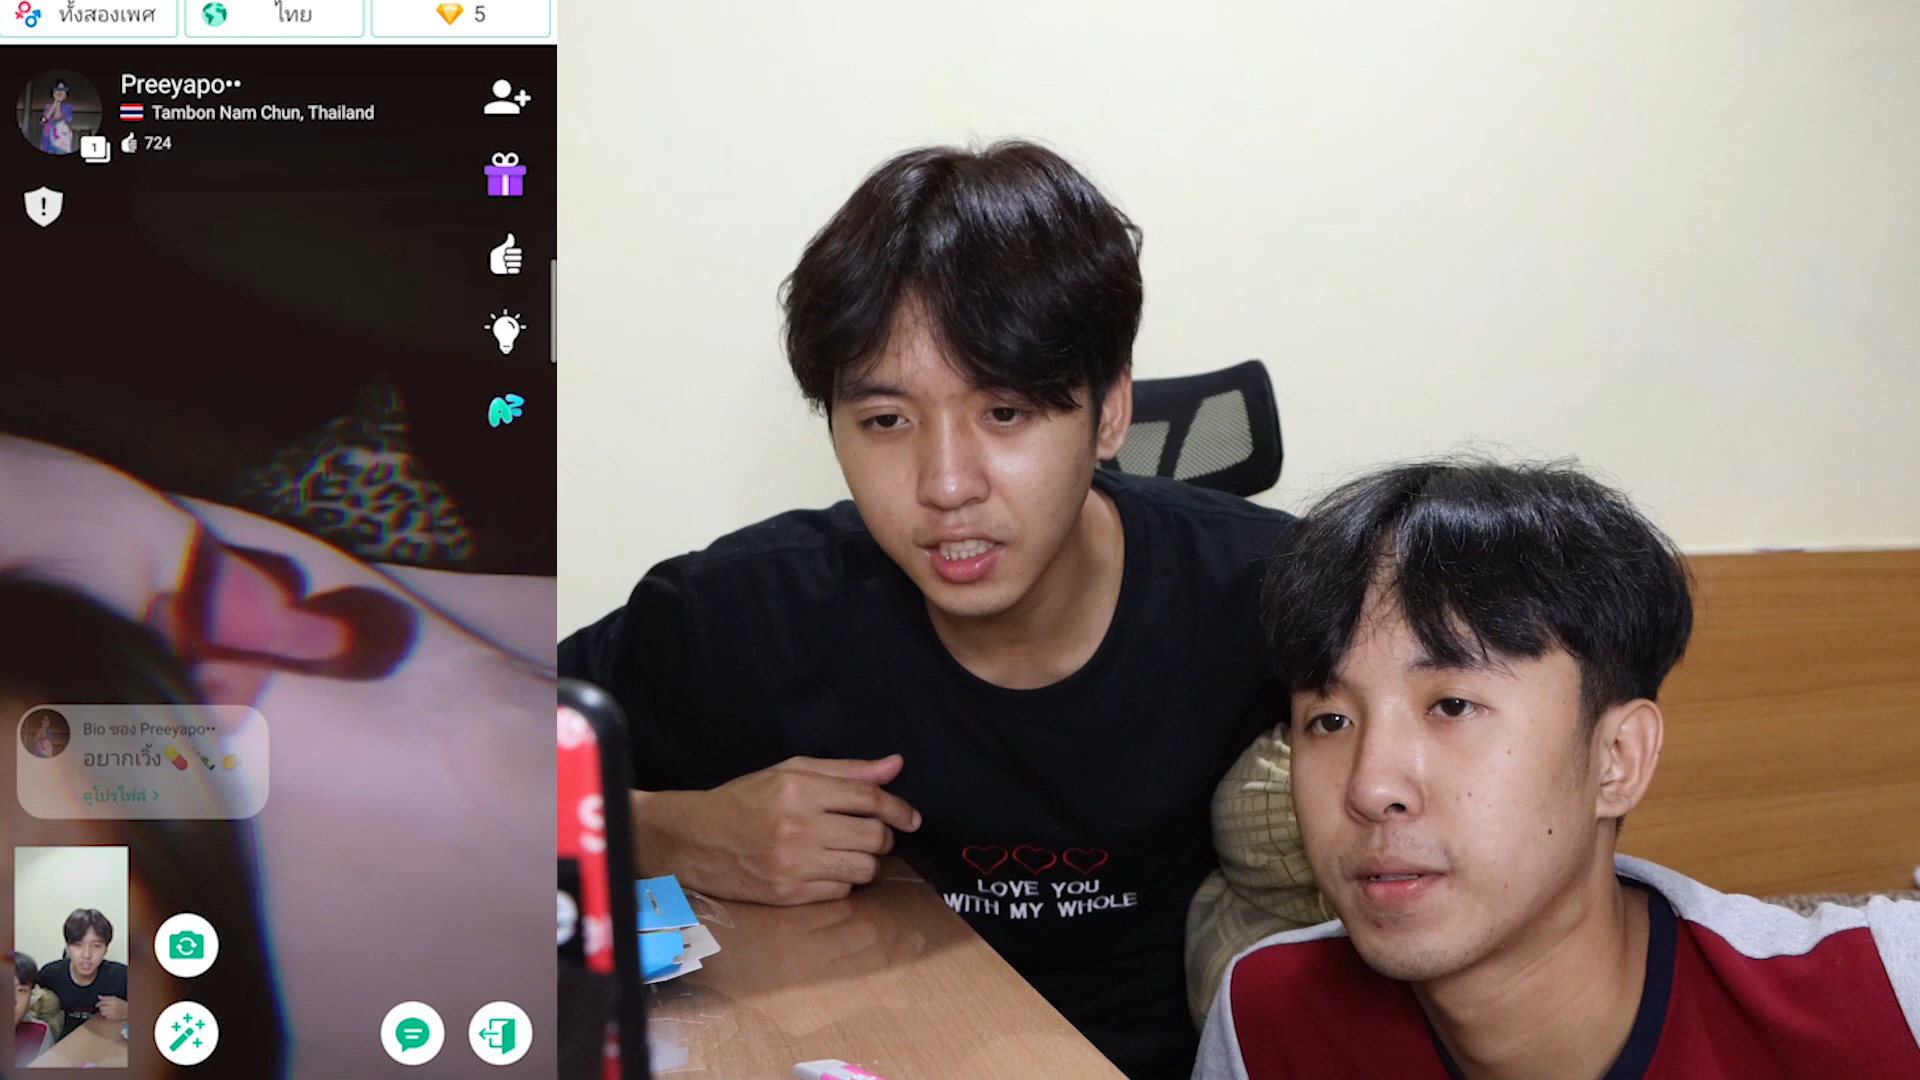 ทั้งสองเพศ
ไทย
5
Preeyapo••
Tambon Nam Chun, Thailand
1
724
Bio ของ Preeyapo••
อยากเวิ้ง
ดูโปรไฟล์ >
LOVE YOU
WITH MY WHOLE